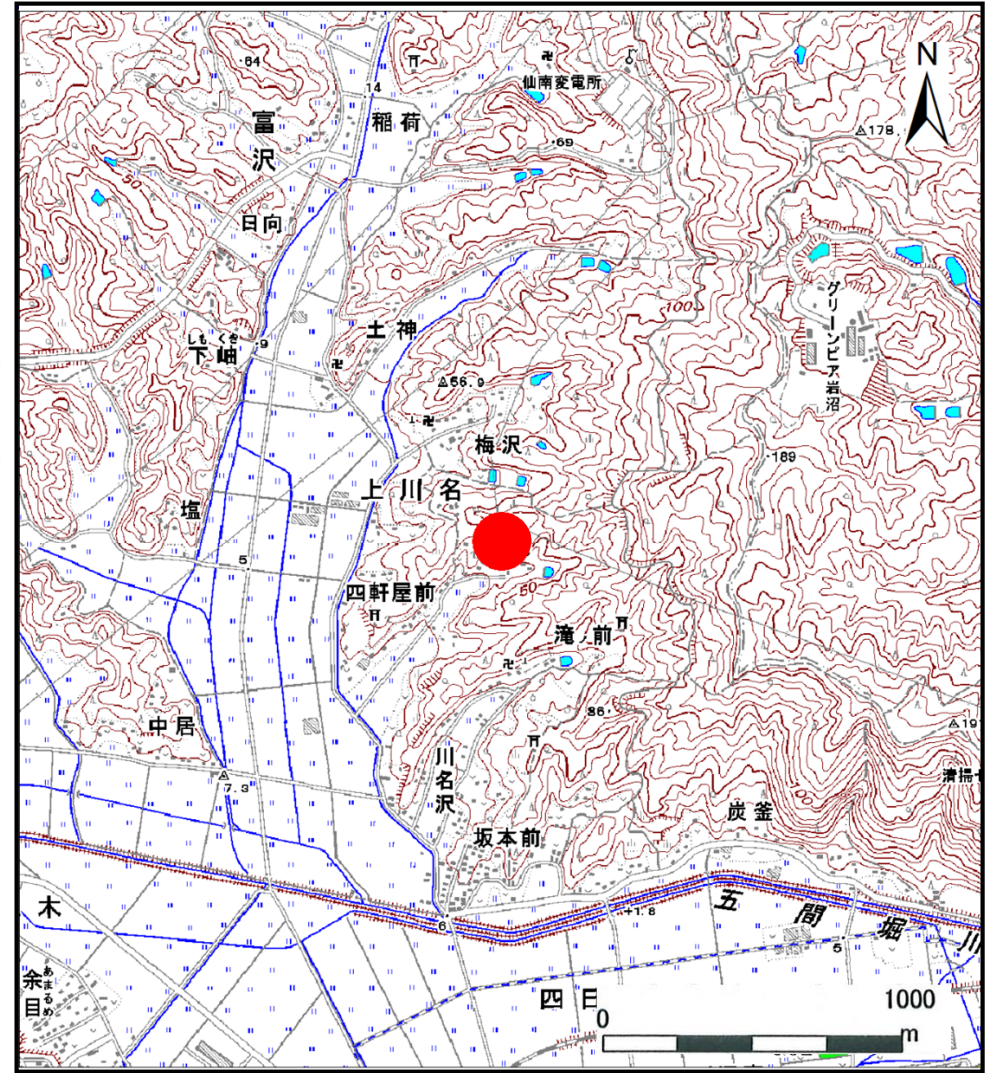 N
64
仙南変電所
14
稲荷
178
富沢
69
50
日向
グリーンピア岩沼
100
しも くき
下岫
9
土神
66.9
梅沢
189
上川名
塩
5
四軒屋前
50
滝ノ前
86
中居
川名沢
7.3
炭釜
坂本前
木
6
1.8
五間堀川
5
余目
あまるめ
四日
0
1000
m